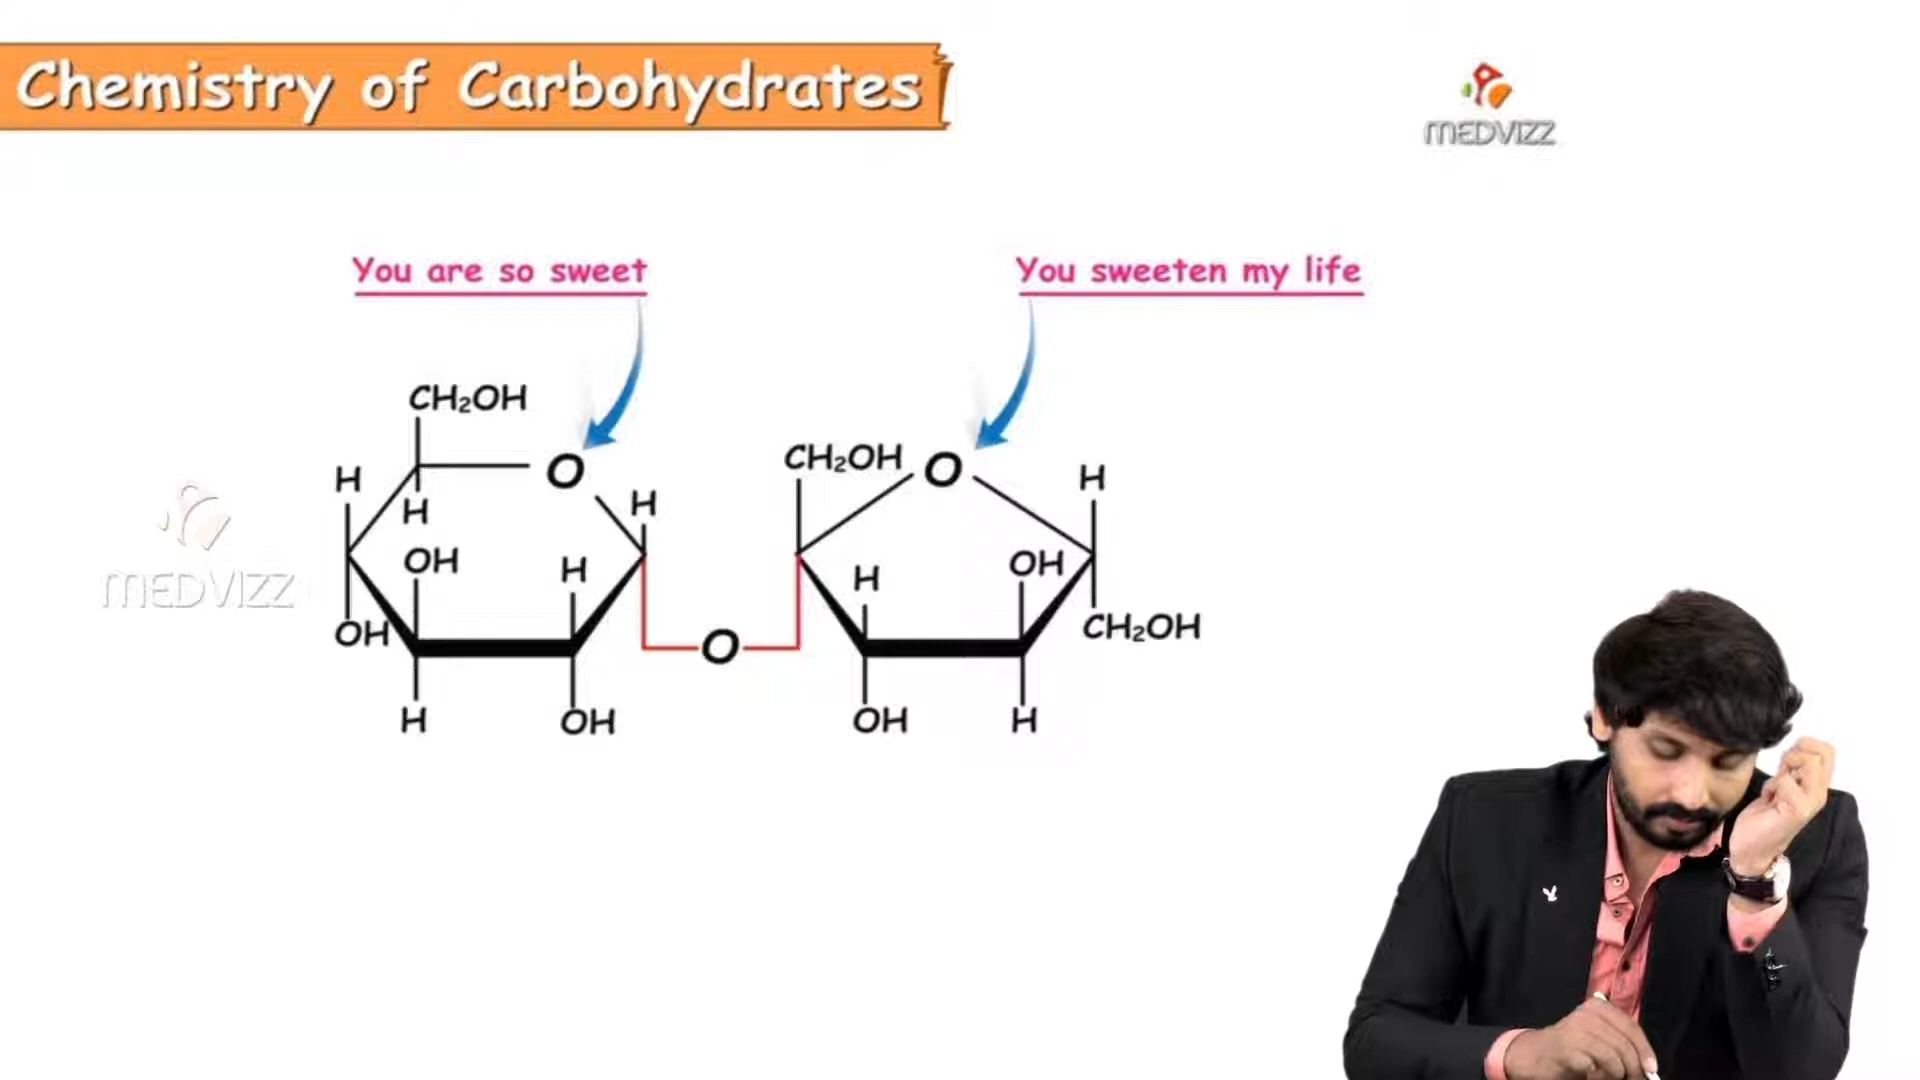 Chemistry of Carbohydrates
MEDVIZZ
You are so sweet
You sweeten my life
CH₂OH
O
H
H
OH
H
OH
H
H
OH
O
CH₂OH
O
H
H
OH
CH₂OH
OH
H
MEDVIZZ